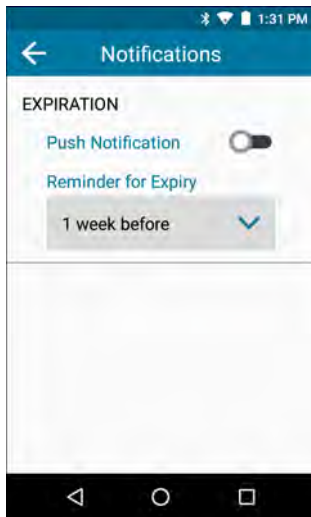 1:31 PM
Notifications
EXPIRATION
Push Notification
Reminder for Expiry
1 week before